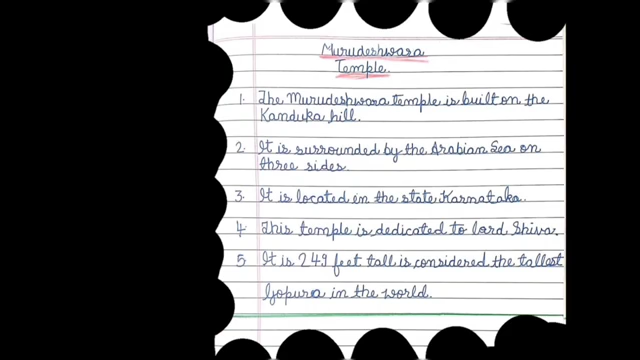 Murudeshwara
Temple
1. The Murudeshwara temple is built on the
Kanduka hill.
2. It is surrounded by the Arabian Sea on
three sides.
3. It is located in the state Karnataka.
4. This temple is dedicated to lord Shiva.
5. It is 249 feet tall is considered the tallest
Gopura in the world.